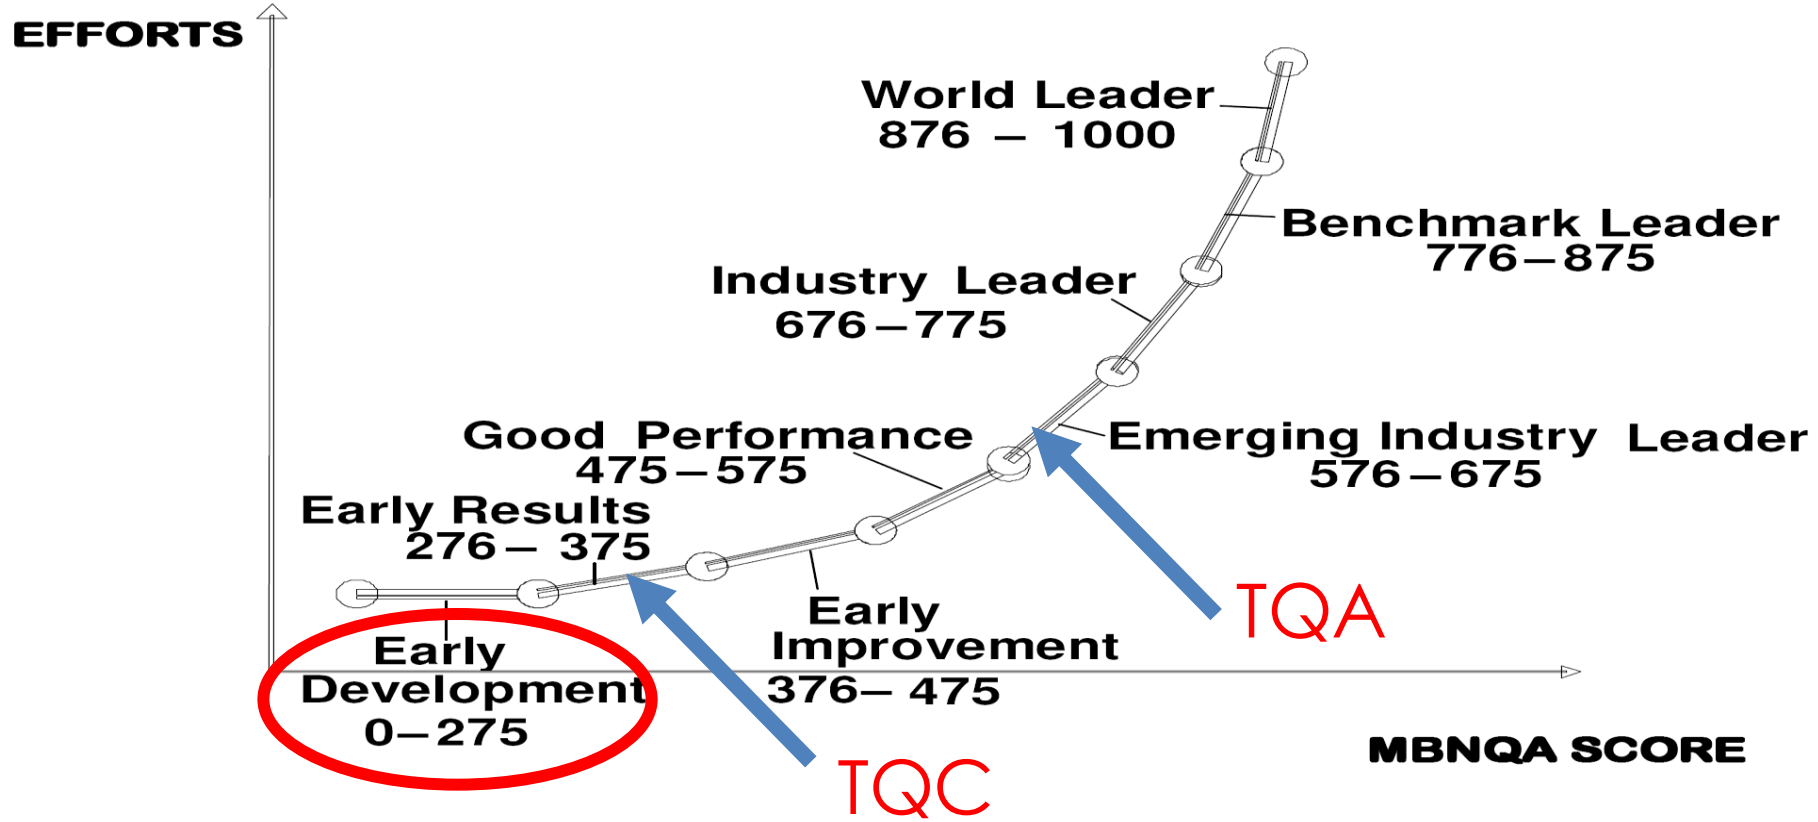 EFFORTS
World Leader
876 – 1000
Benchmark Leader
776–875
Industry Leader
676–775
Good Performance
475–575
Emerging Industry Leader
576–675
Early Results
276– 375
Early
Improvement
376– 475
TQA
Early
Development
0–275
MBNQA SCORE
TQC